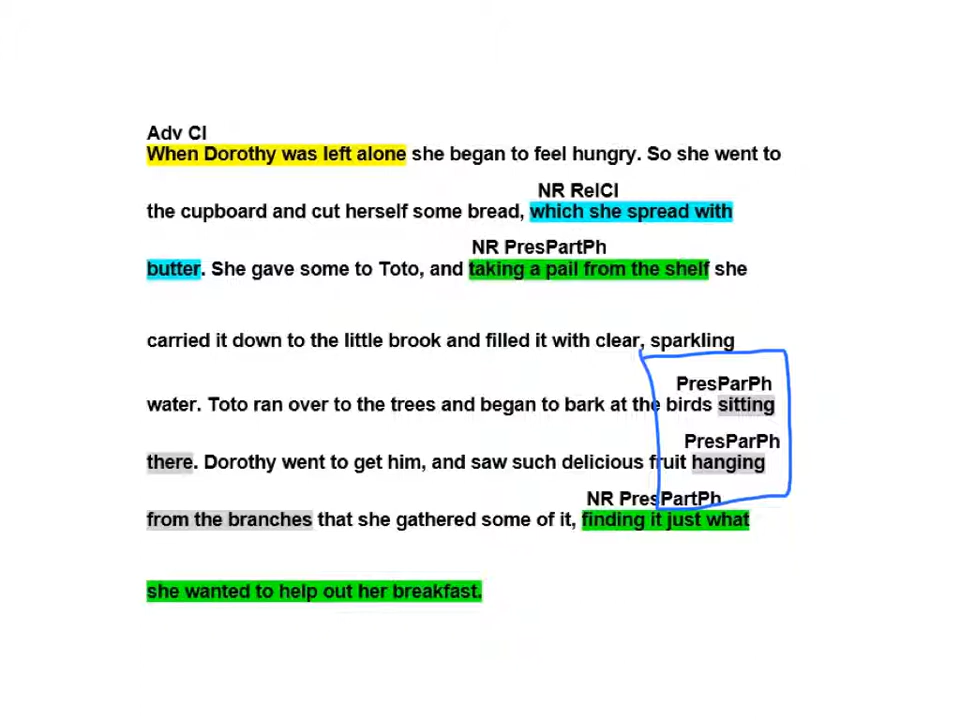 Adv Cl
When Dorothy was left alone she began to feel hungry. So she went to
NR RelCl
the cupboard and cut herself some bread, which she spread with
NR PresPartPh
butter. She gave some to Toto, and taking a pail from the shelf she
carried it down to the little brook and filled it with clear, sparkling
PresParPh
water. Toto ran over to the trees and began to bark at the birds sitting
PresParPh
there. Dorothy went to get him, and saw such delicious fruit hanging
NR PresPartPh
from the branches that she gathered some of it, finding it just what
she wanted to help out her breakfast.